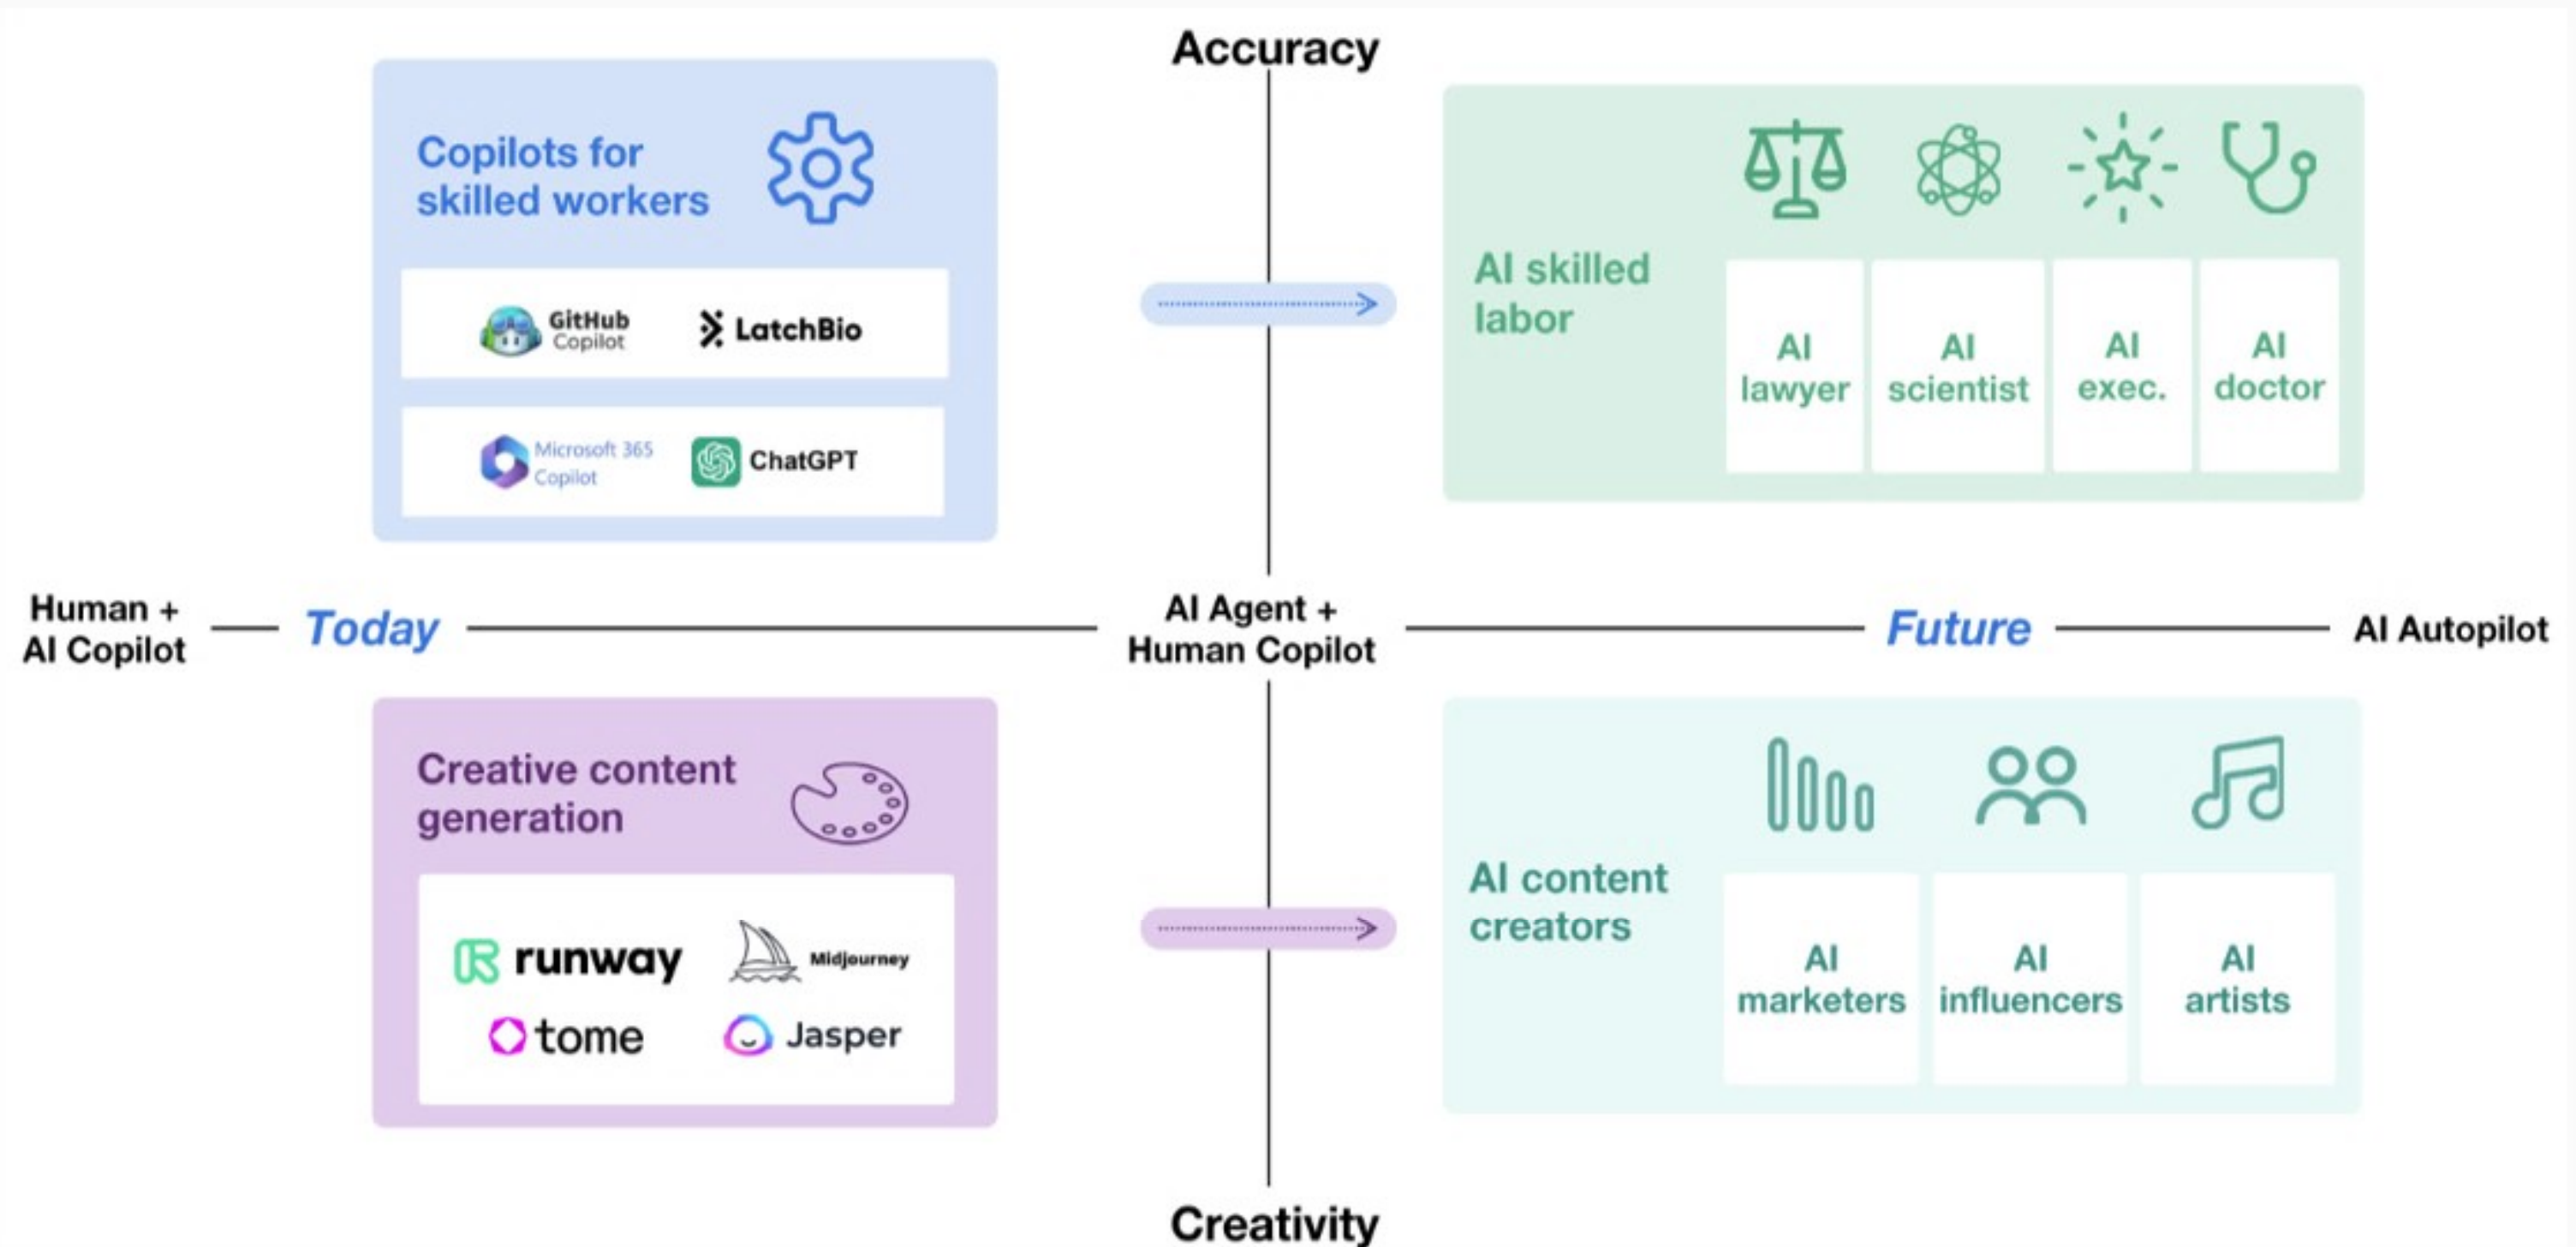 Accuracy
Copilots for
skilled workers
GitHub
Copilot
LatchBio
Microsoft 365
Copilot
ChatGPT
AI skilled
labor
AI
lawyer
AI
scientist
AI
exec.
AI
doctor
Human +
AI Copilot
Today
AI Agent +
Human Copilot
Future
AI Autopilot
Creative content
generation
runway
Midjourney
tome
Jasper
AI content
creators
AI
marketers
AI
influencers
AI
artists
Creativity